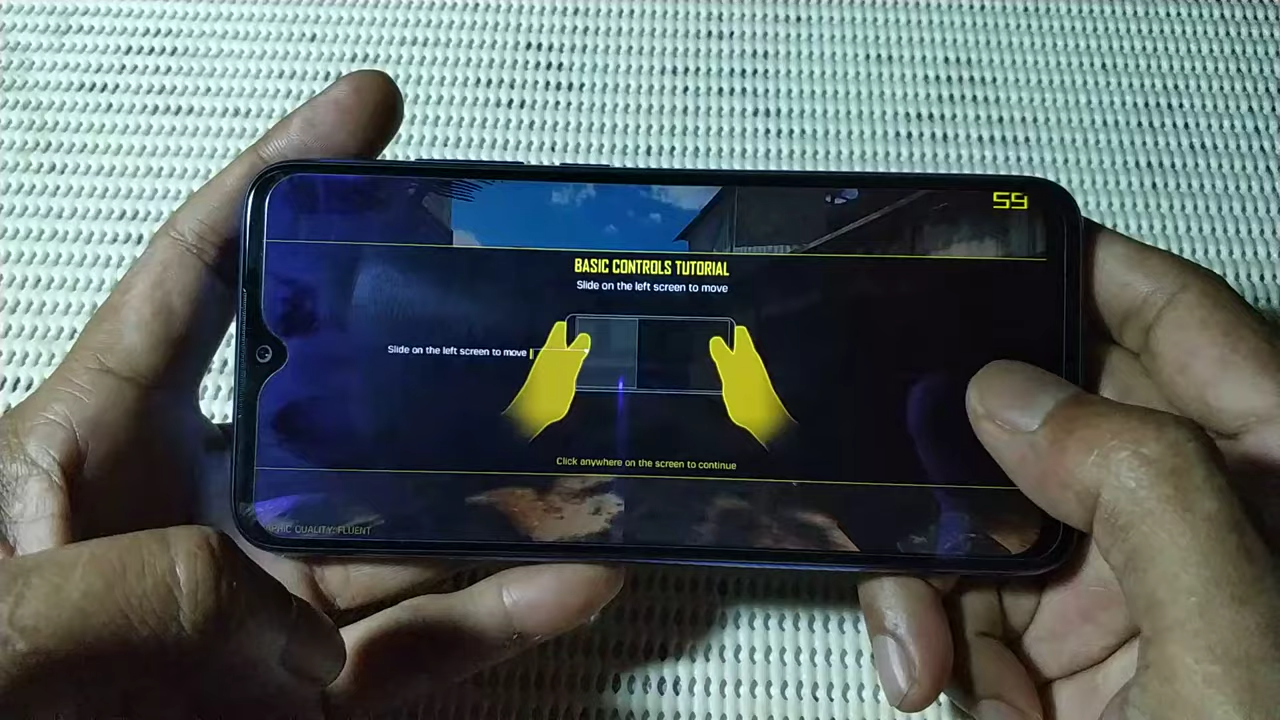 59
BASIC CONTROLS TUTORIAL
Slide on the left screen to move
Slide on the left screen to move
Click anywhere on the screen to continue
APHIC QUALITY: FLUENT